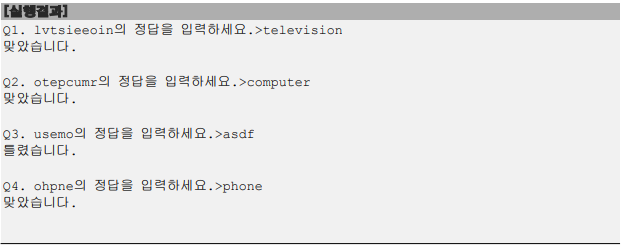 [실행결과]
Q1. lvtsieeoin의 정답을 입력하세요.>television
맞았습니다.
Q2. otepcumr의 정답을 입력하세요.>computer
맞았습니다.
Q3. usemo의 정답을 입력하세요.>asdf
틀렸습니다.
Q4. ohpne의 정답을 입력하세요.>phone
맞았습니다.